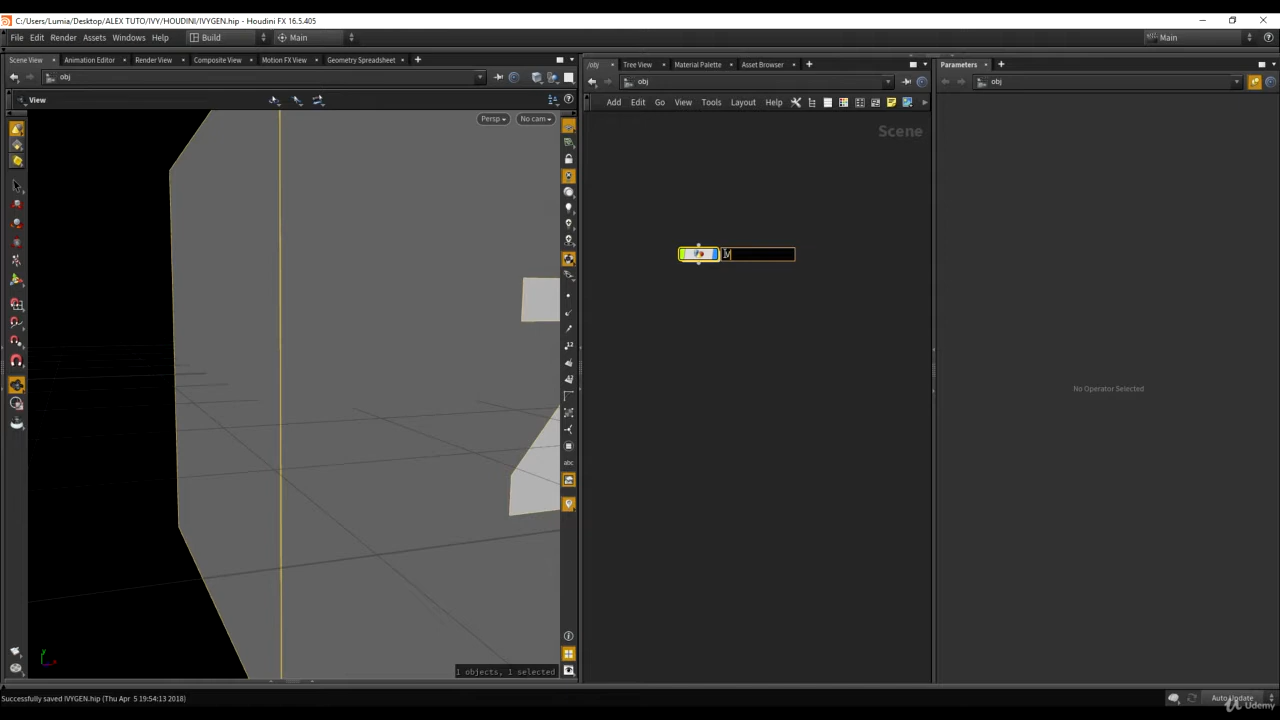 C:/Users/Lumia/Desktop/ALEX TUTO/IVY/HOUDINI/IVYGEN.hip - Houdini FX 16.5.405
File Edit Render Assets Windows Help Build Main Main
Scene View Animation Editor Render View Composite View Motion FX View Geometry Spreadsheet
/obj Tree View Material Palette Asset Browser
Parameters
obj
obj
obj
View
Add Edit Go View Tools Layout Help
Persp No cam
Scene
M
abc
No Operator Selected
1 objects, 1 selected
Successfully saved IVYGEN.hip (Thu Apr 5 19:54:13 2018)
Auto Update
Udemy